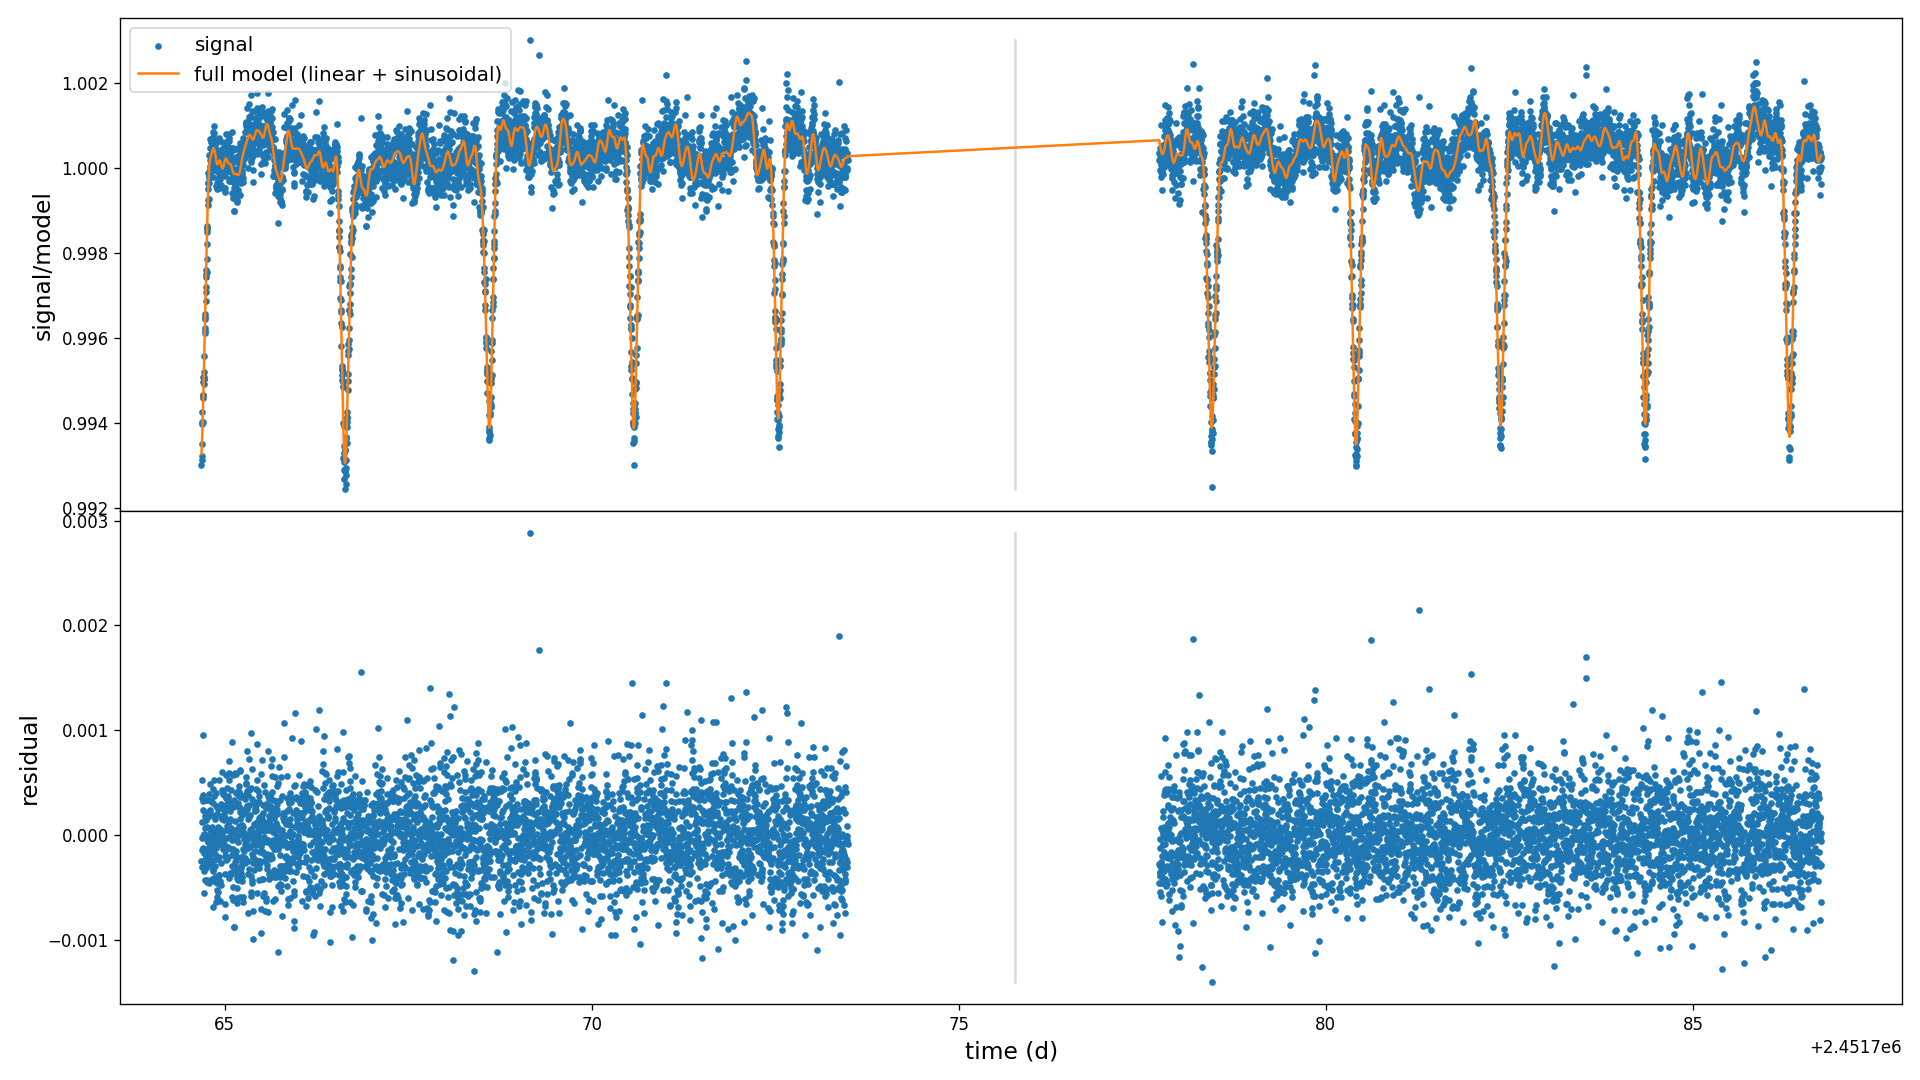 signal
full model (linear + sinusoidal)
signal/model
1.002
1.000
0.998
0.996
0.994
0.992
residual
0.003
0.002
0.001
0.000
−0.001
65
70
75
80
85
time (d)
+2.4517e6